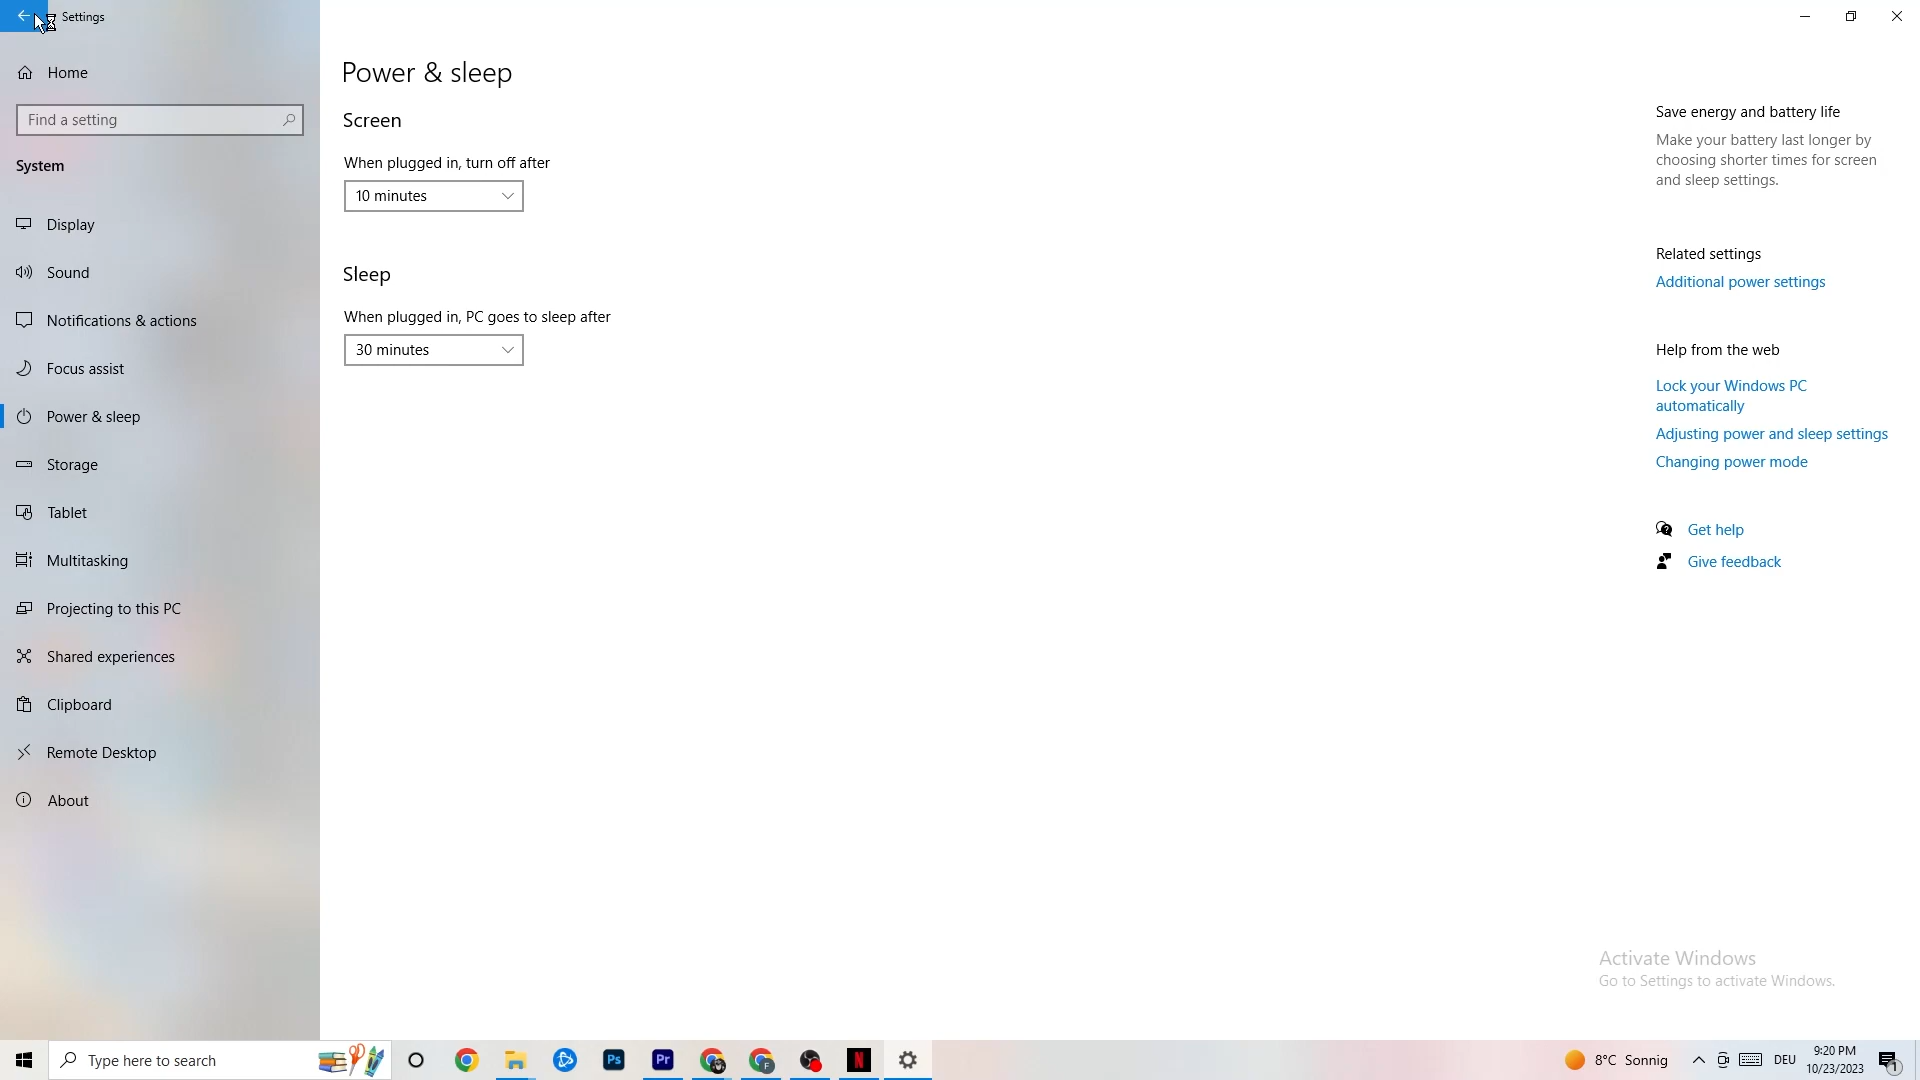 Settings
Home
Find a setting
System
Display
Sound
Notifications & actions
Focus assist
Power & sleep
Storage
Tablet
Multitasking
Projecting to this PC
Shared experiences
Clipboard
Remote Desktop
About
Power & sleep
Screen
When plugged in, turn off after
10 minutes
Sleep
When plugged in, PC goes to sleep after
30 minutes
Save energy and battery life
Make your battery last longer by
choosing shorter times for screen
and sleep settings.
Related settings
Additional power settings
Help from the web
Lock your Windows PC
automatically
Adjusting power and sleep settings
Changing power mode
Get help
Give feedback
Activate Windows
Go to Settings to activate Windows.
Type here to search
Ps
Pr
F
N
8°C Sonnig
DEU
9:20 PM
10/23/2023
1